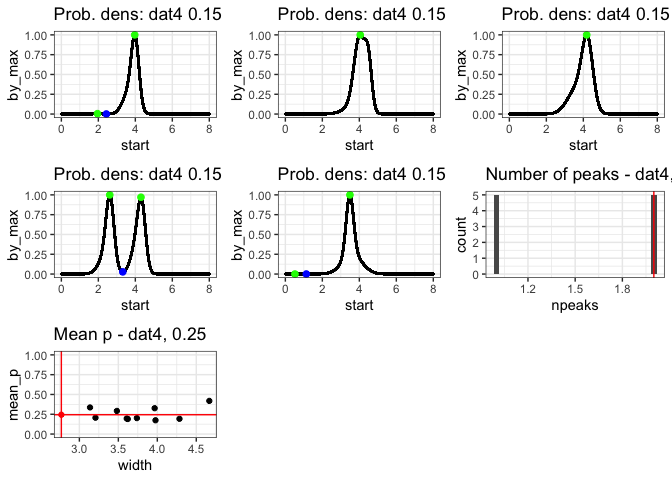 Prob. dens: dat4 0.15
by_max
1.00
0.75
0.50
0.25
0.00
0 2 4 6 8
start
Prob. dens: dat4 0.15
by_max
1.00
0.75
0.50
0.25
0.00
0 2 4 6 8
start
Prob. dens: dat4 0.15
by_max
1.00
0.75
0.50
0.25
0.00
0 2 4 6 8
start
Prob. dens: dat4 0.15
by_max
1.00
0.75
0.50
0.25
0.00
0 2 4 6 8
start
Prob. dens: dat4 0.15
by_max
1.00
0.75
0.50
0.25
0.00
0 2 4 6 8
start
Number of peaks - dat4,
count
5
4
3
2
1
0
1.2 1.5 1.8
npeaks
Mean p - dat4, 0.25
mean_p
1.00
0.75
0.50
0.25
0.00
3.0 3.5 4.0 4.5
width